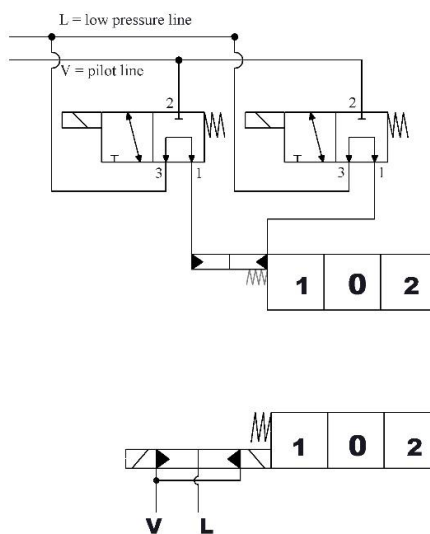 L = low pressure line
V = pilot line
2 2
3 1 3 1
1 0 2
1 0 2
V L